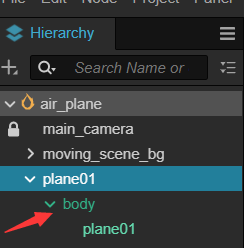 File Edit Node Project Panel
Hierarchy
Search Name or
air_plane
main_camera
moving_scene_bg
plane01
body
plane01